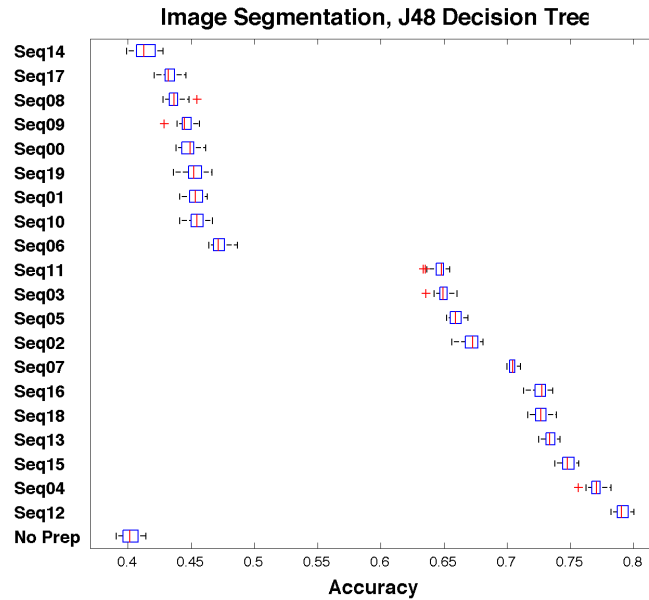 Image Segmentation, J48 Decision Tree
Seq14
Seq17
Seq08
Seq09
Seq00
Seq19
Seq01
Seq10
Seq06
Seq11
Seq03
Seq05
Seq02
Seq07
Seq16
Seq18
Seq13
Seq15
Seq04
Seq12
No Prep
0.4 0.45 0.5 0.55 0.6 0.65 0.7 0.75 0.8
Accuracy